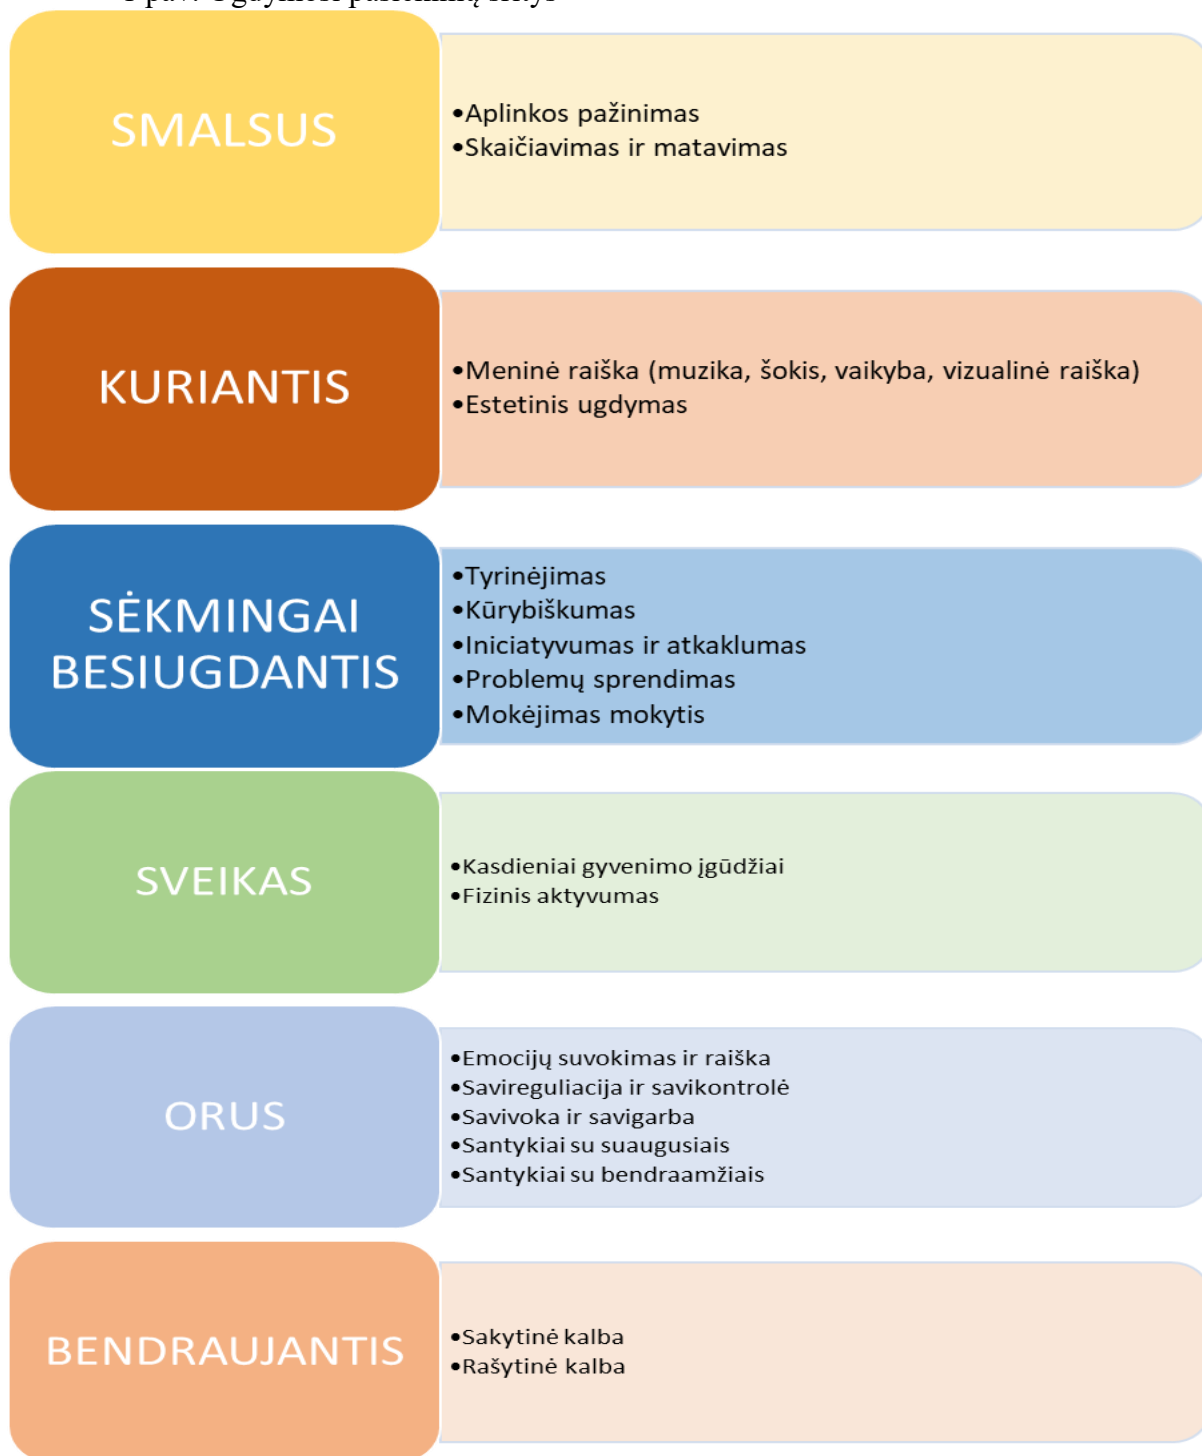 SMALSUS
•Aplinkos pažinimas
•Skaičiavimas ir matavimas
KURIANTIS
•Meninė raiška (muzika, šokis, vaikyba, vizualinė raiška)
•Estetinis ugdymas
SĖKMINGAI
BESIUGDANTIS
•Tyrinėjimas
•Kūrybiškumas
•Iniciatyvumas ir atkaklumas
•Problemų sprendimas
•Mokėjimas mokytis
SVEIKAS
•Kasdieniai gyvenimo įgūdžiai
•Fizinis aktyvumas
ORUS
•Emocijų suvokimas ir raiška
•Savireguliacija ir savikontrolė
•Savivoka ir savigarba
•Santykiai su suaugusiais
•Santykiai su bendraamžiais
BENDRAUJANTIS
•Sakytinė kalba
•Rašytinė kalba